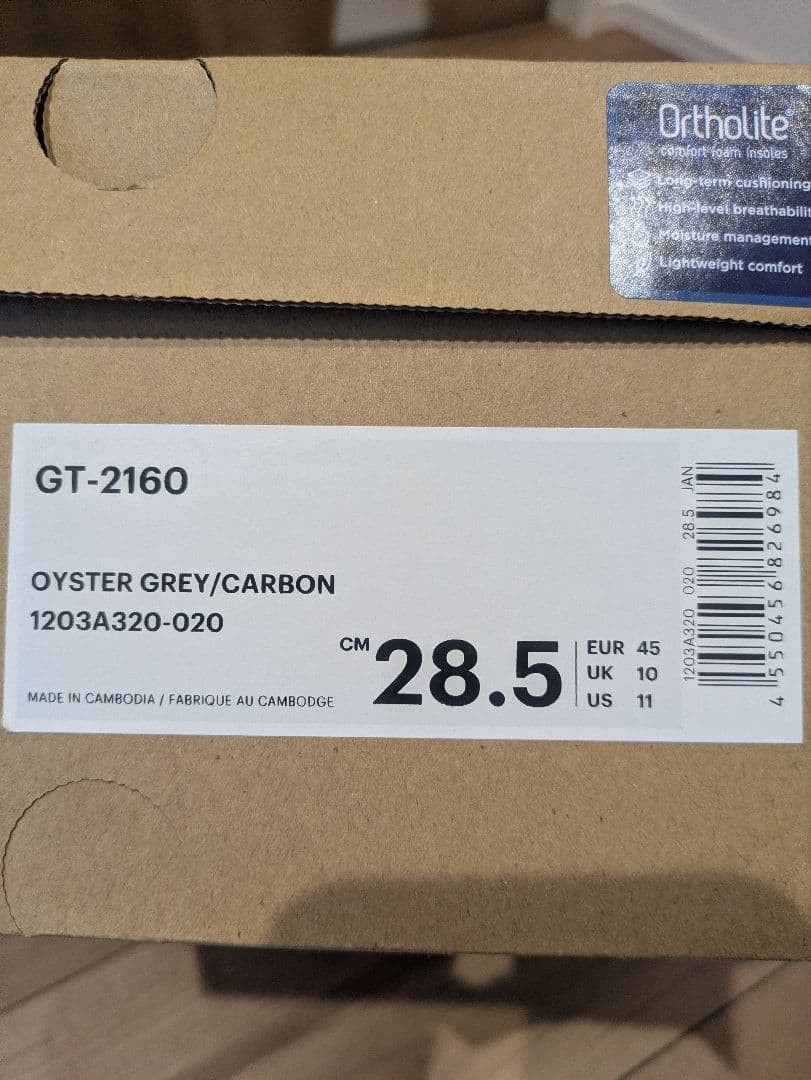 Ortholite
comfort foam insoles
Long-term cushioning
High-level breathabilit
Moisture management
Lightweight comfort
GT-2160
OYSTER GREY/CARBON
1203A320-020
MADE IN CAMBODIA / FABRIQUE AU CAMBODGE
CM 28.5
EUR 45
UK 10
US 11
1203A320 020 28.5 JAN
4 550456 826984